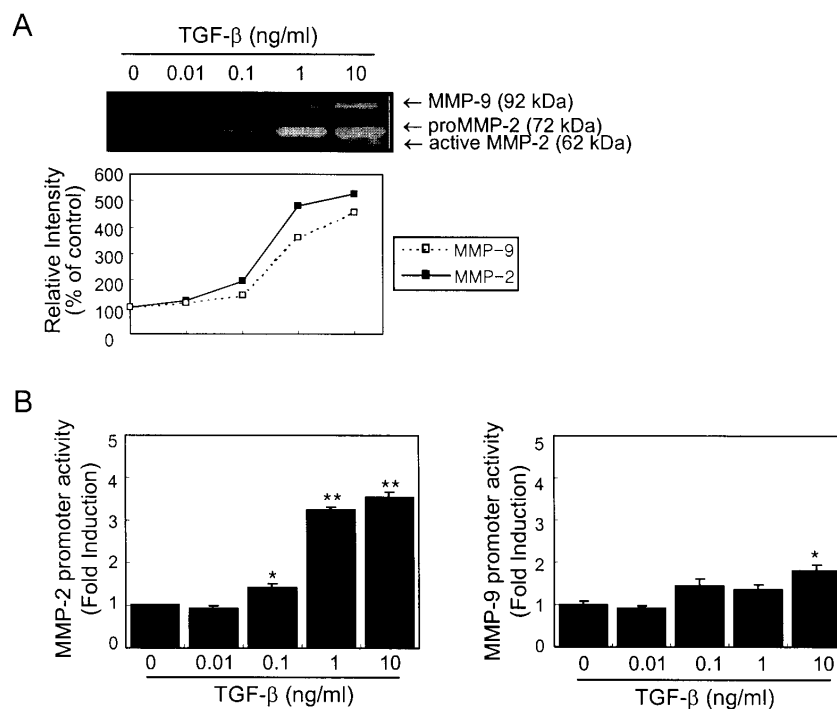 A
TGF-β (ng/ml)
0 0.01 0.1 1 10
← MMP-9 (92 kDa)
← proMMP-2 (72 kDa)
← active MMP-2 (62 kDa)
Relative Intensity
(% of control)
600
500
400
300
200
100
0
MMP-9
MMP-2
B
MMP-2 promoter activity
(Fold Induction)
5
4
3
2
1
0
* ** **
0 0.01 0.1 1 10
TGF-β (ng/ml)
MMP-9 promoter activity
(Fold Induction)
5
4
3
2
1
0
*
0 0.01 0.1 1 10
TGF-β (ng/ml)